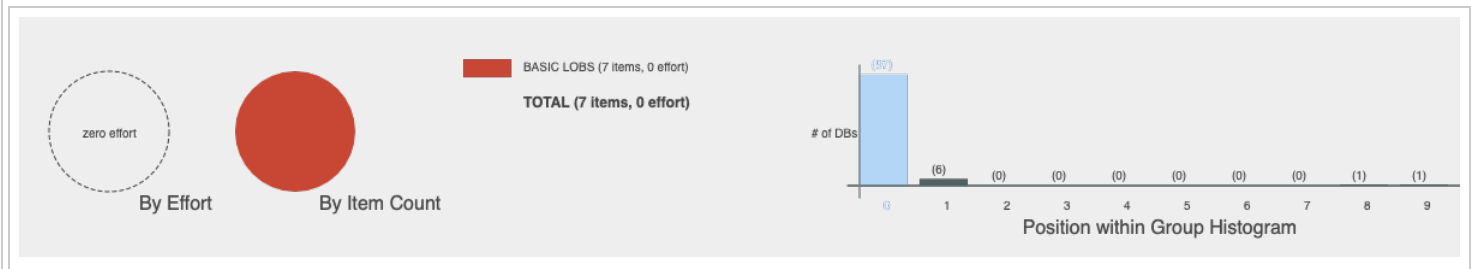 zero effort
By Effort
By Item Count
BASIC LOBS (7 items, 0 effort)
TOTAL (7 items, 0 effort)
# of DBs
(6)
(0)
(0)
(0)
(0)
(0)
(0)
(1)
(1)
1
2
3
4
5
6
7
8
9
Position within Group Histogram